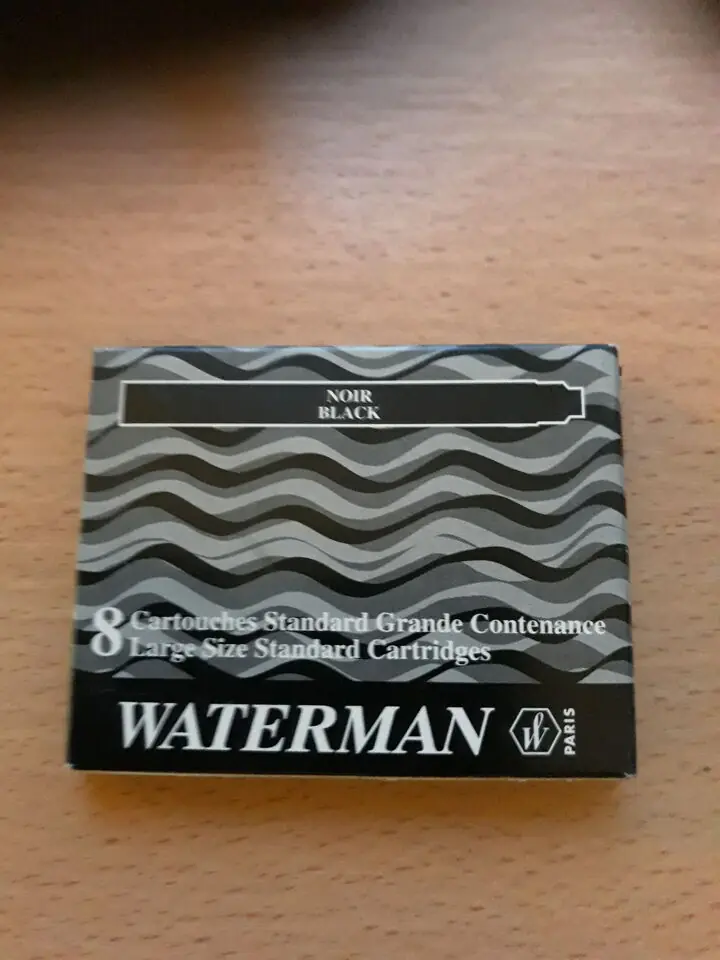 NOIR
BLACK
8 Cartouches Standard Grande Contenance
Large Size Standard Cartridges
WATERMAN W PARIS